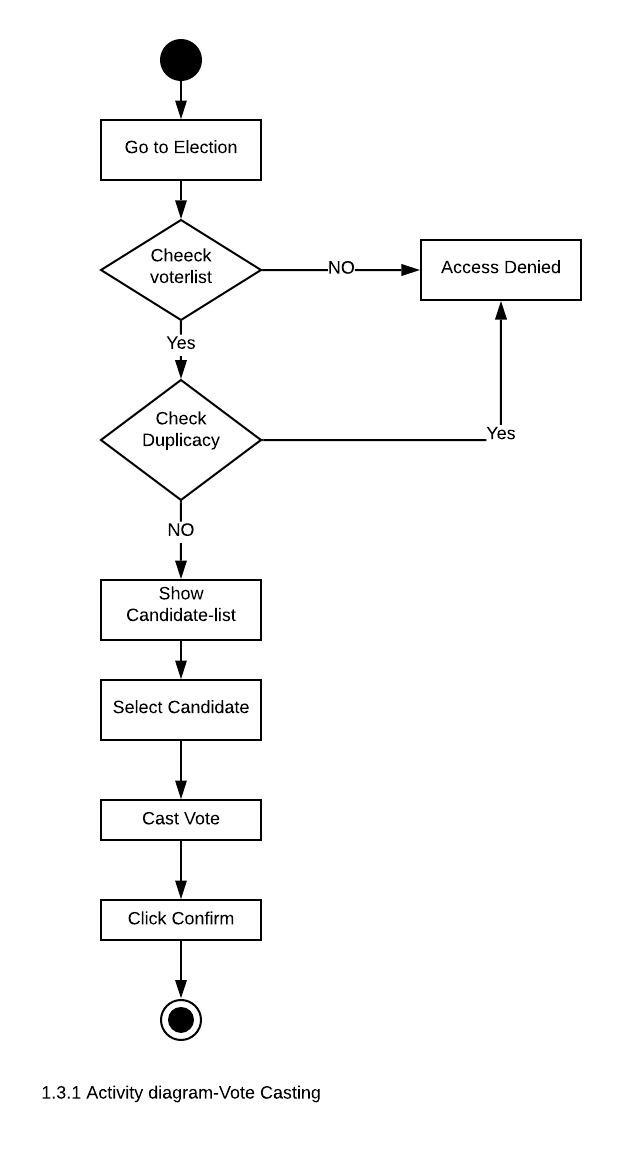 Go to Election
Cheeck
voterlist
NO
Access Denied
Yes
Check
Duplicacy
Yes
NO
Show
Candidate-list
Select Candidate
Cast Vote
Click Confirm
1.3.1 Activity diagram-Vote Casting